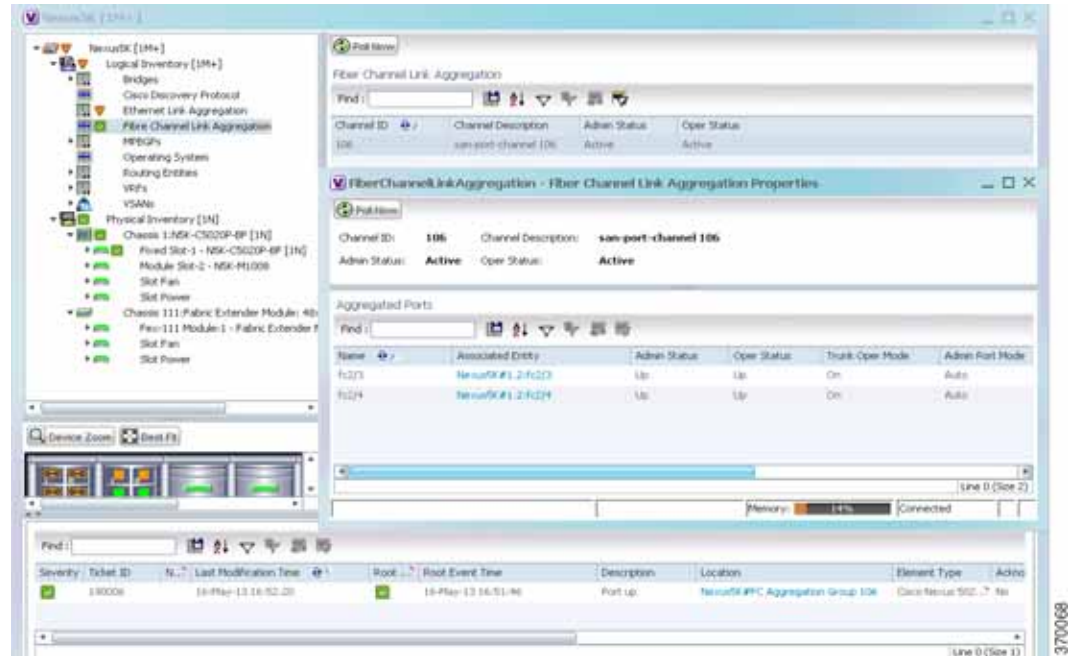 Nexus5K [1M+]
Nexus5K [1M+]
Logical Inventory [1M+]
Bridges
Cisco Discovery Protocol
Ethernet Link Aggregation
Fibre Channel Link Aggregation
MPBGPs
Operating System
Routing Entities
VRFs
VSANs
Physical Inventory [1N]
Chassis 1:N5K-C5020P-BF [1N]
Fixed Slot-1 - N5K-C5020P-BF [1N]
Module Slot-2 - N5K-M1008
Slot Fan
Slot Power
Chassis 111:Fabric Extender Module: 48
Fex-111 Module-1 - Fabric Extender
Slot Fan
Slot Power
Device Zoom Best Fit
Poll Now
Fiber Channel Link Aggregation
Find :
Channel ID Channel Description Admin Status Oper Status
106 san-port-channel 106 Active Active
FiberChannelLinkAggregation - Fiber Channel Link Aggregation Properties
Poll Now
Channel ID: 106 Channel Description: san-port-channel 106
Admin Status: Active Oper Status: Active
Aggregated Ports
Find :
Name Associated Entity Admin Status Oper Status Trunk Oper Mode Admin Port Mode
fc2/3 Nexus5K#1.2:fc2/3 Up Up On Auto
fc2/4 Nexus5K#1.2:fc2/4 Up Up On Auto
Line 0 (Size 2)
Memory: 14% Connected
Find :
Severity Ticket ID N... Last Modification Time Root ... Root Event Time Description Location Element Type Ackno
190006 16-May-13 16:52:20 16-May-13 16:51:46 Port up Nexus5K#FC Aggregation Group 106 Cisco Nexus 502... No
Line 0 (Size 1)
370068